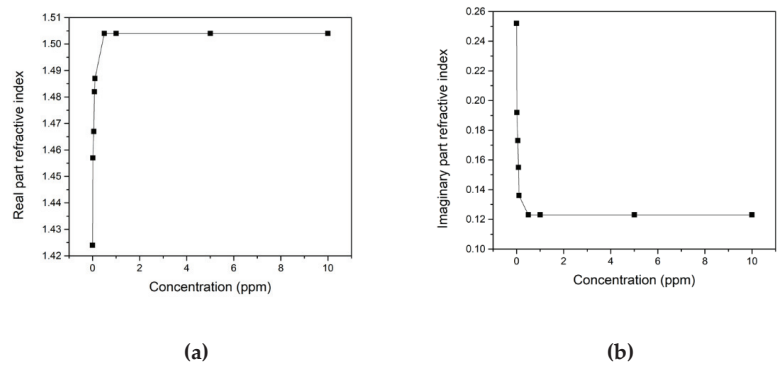 1.51
1.50
1.49
1.48
1.47
1.46
1.45
1.44
1.43
1.42
Real part refractive index
0 2 4 6 8 10
Concentration (ppm)
(a)
0.26
0.24
0.22
0.20
0.18
0.16
0.14
0.12
0.10
Imaginary part refractive index
0 2 4 6 8 10
Concentration (ppm)
(b)